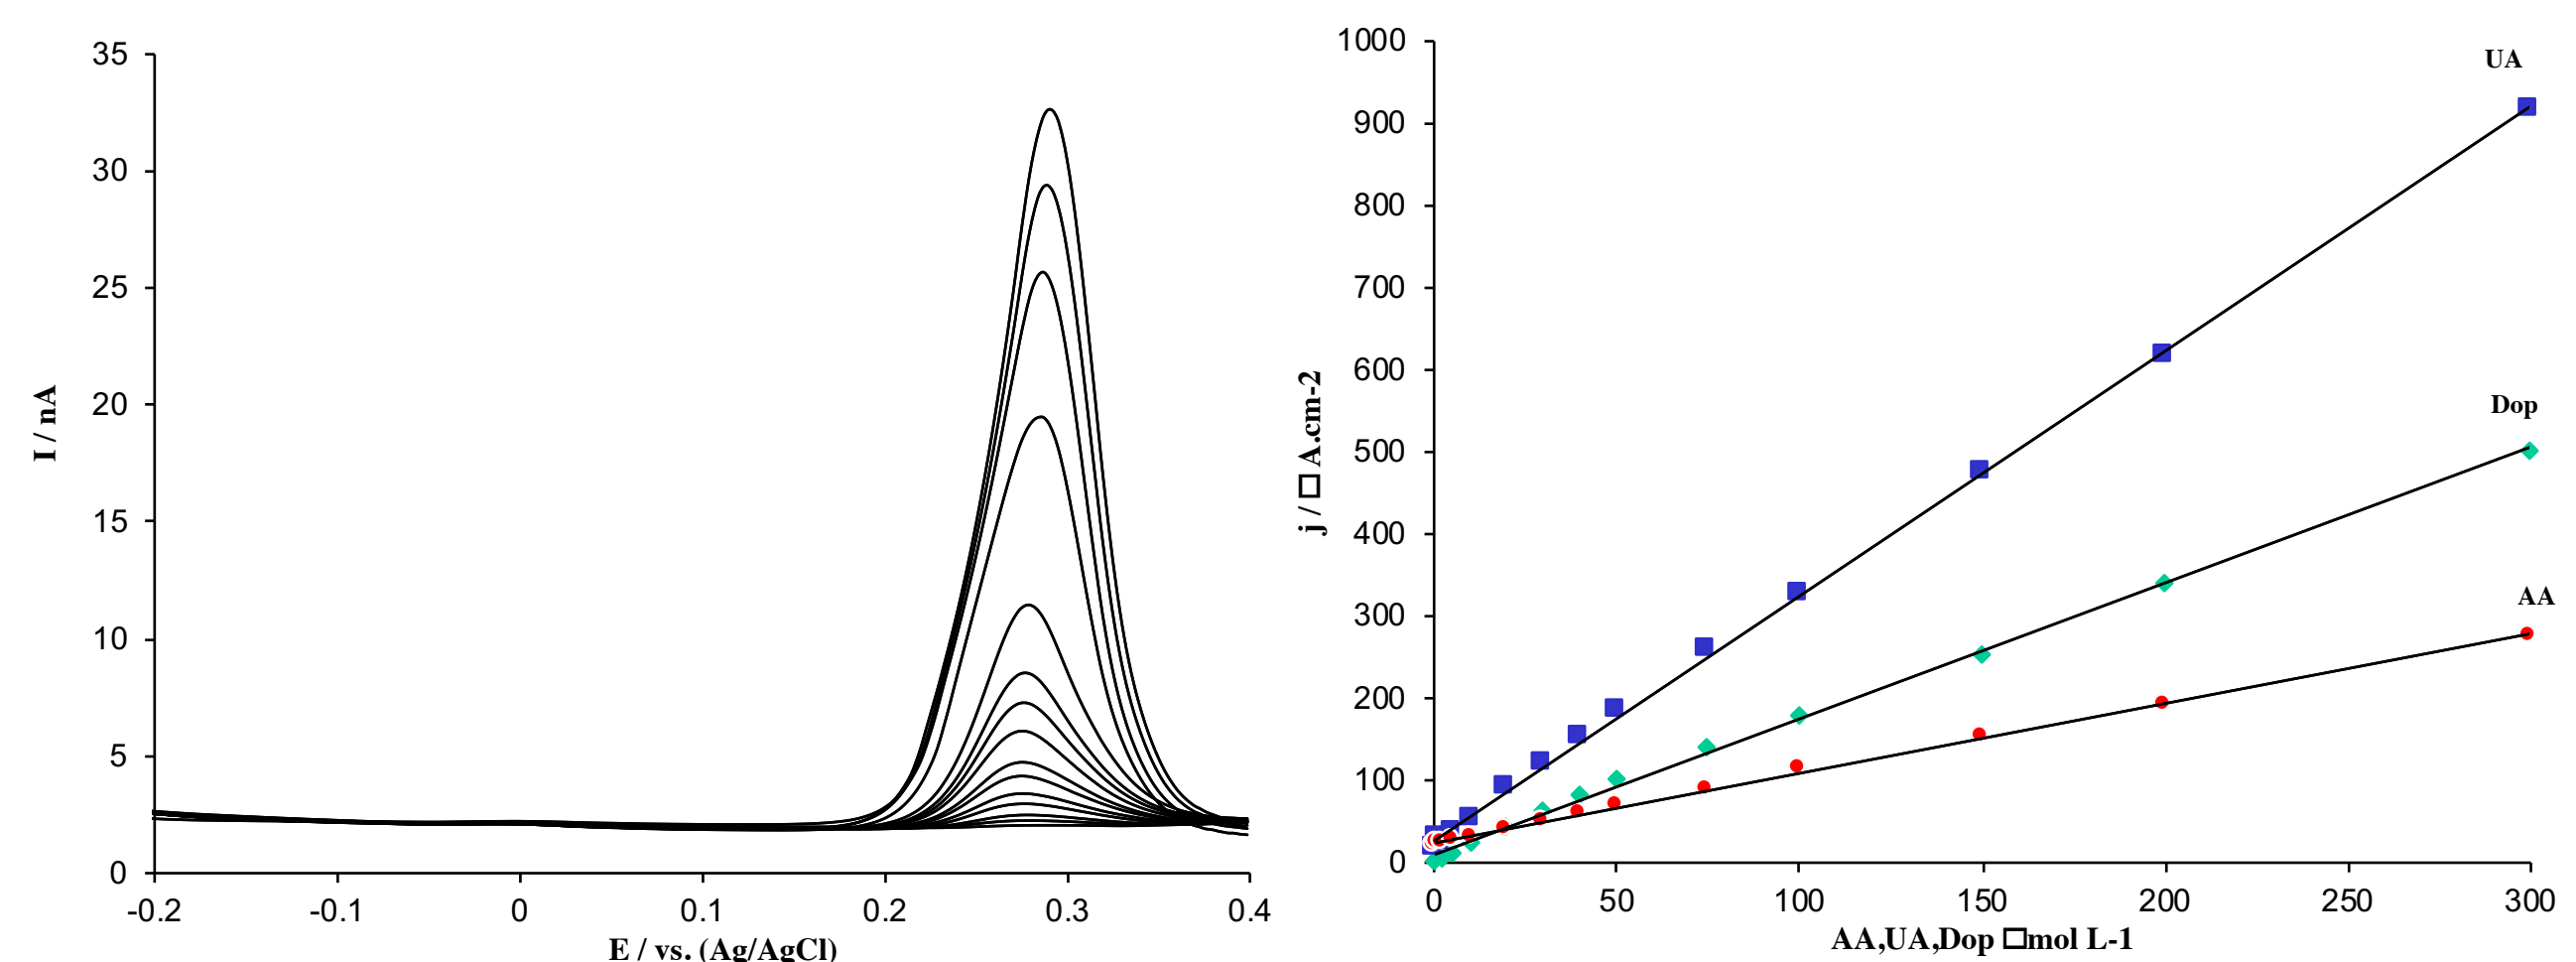 35
30
25
20
15
10
5
0
-0.2 -0.1 0 0.1 0.2 0.3 0.4
I / nA
E / vs. (Ag/AgCl)
1000
900
800
700
600
500
400
300
200
100
0
0 50 100 150 200 250 300
j / □ A.cm-2
AA,UA,Dop □mol L-1
UA
Dop
AA